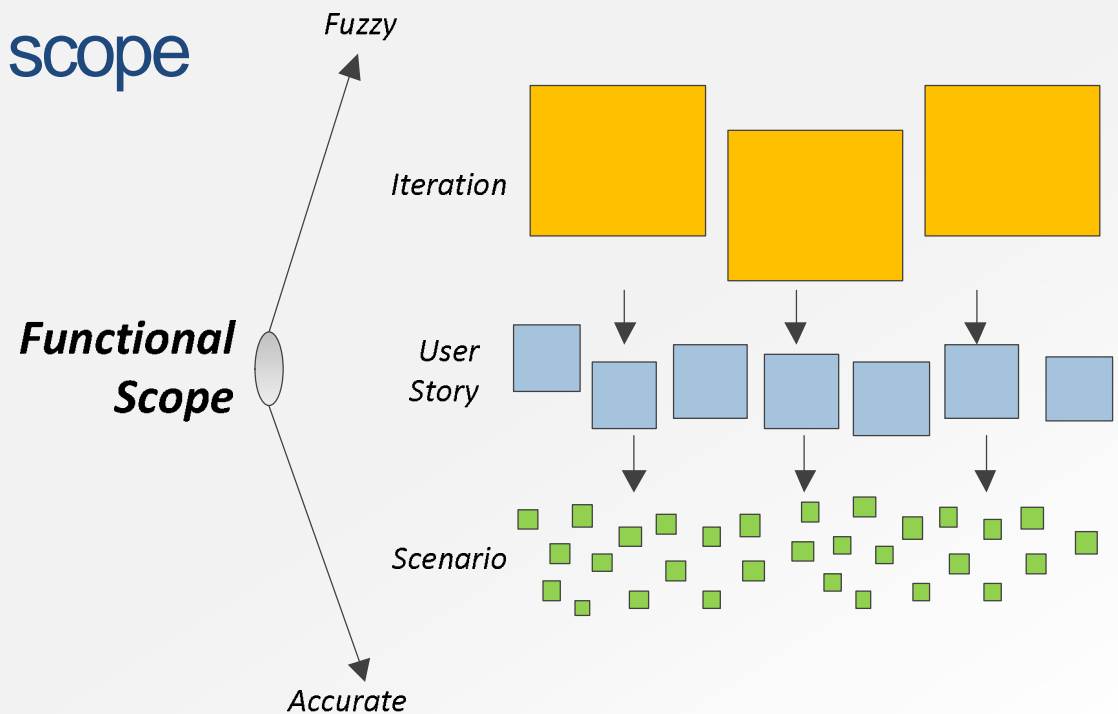 scope
Fuzzy
Iteration
Functional
Scope
User
Story
Scenario
Accurate